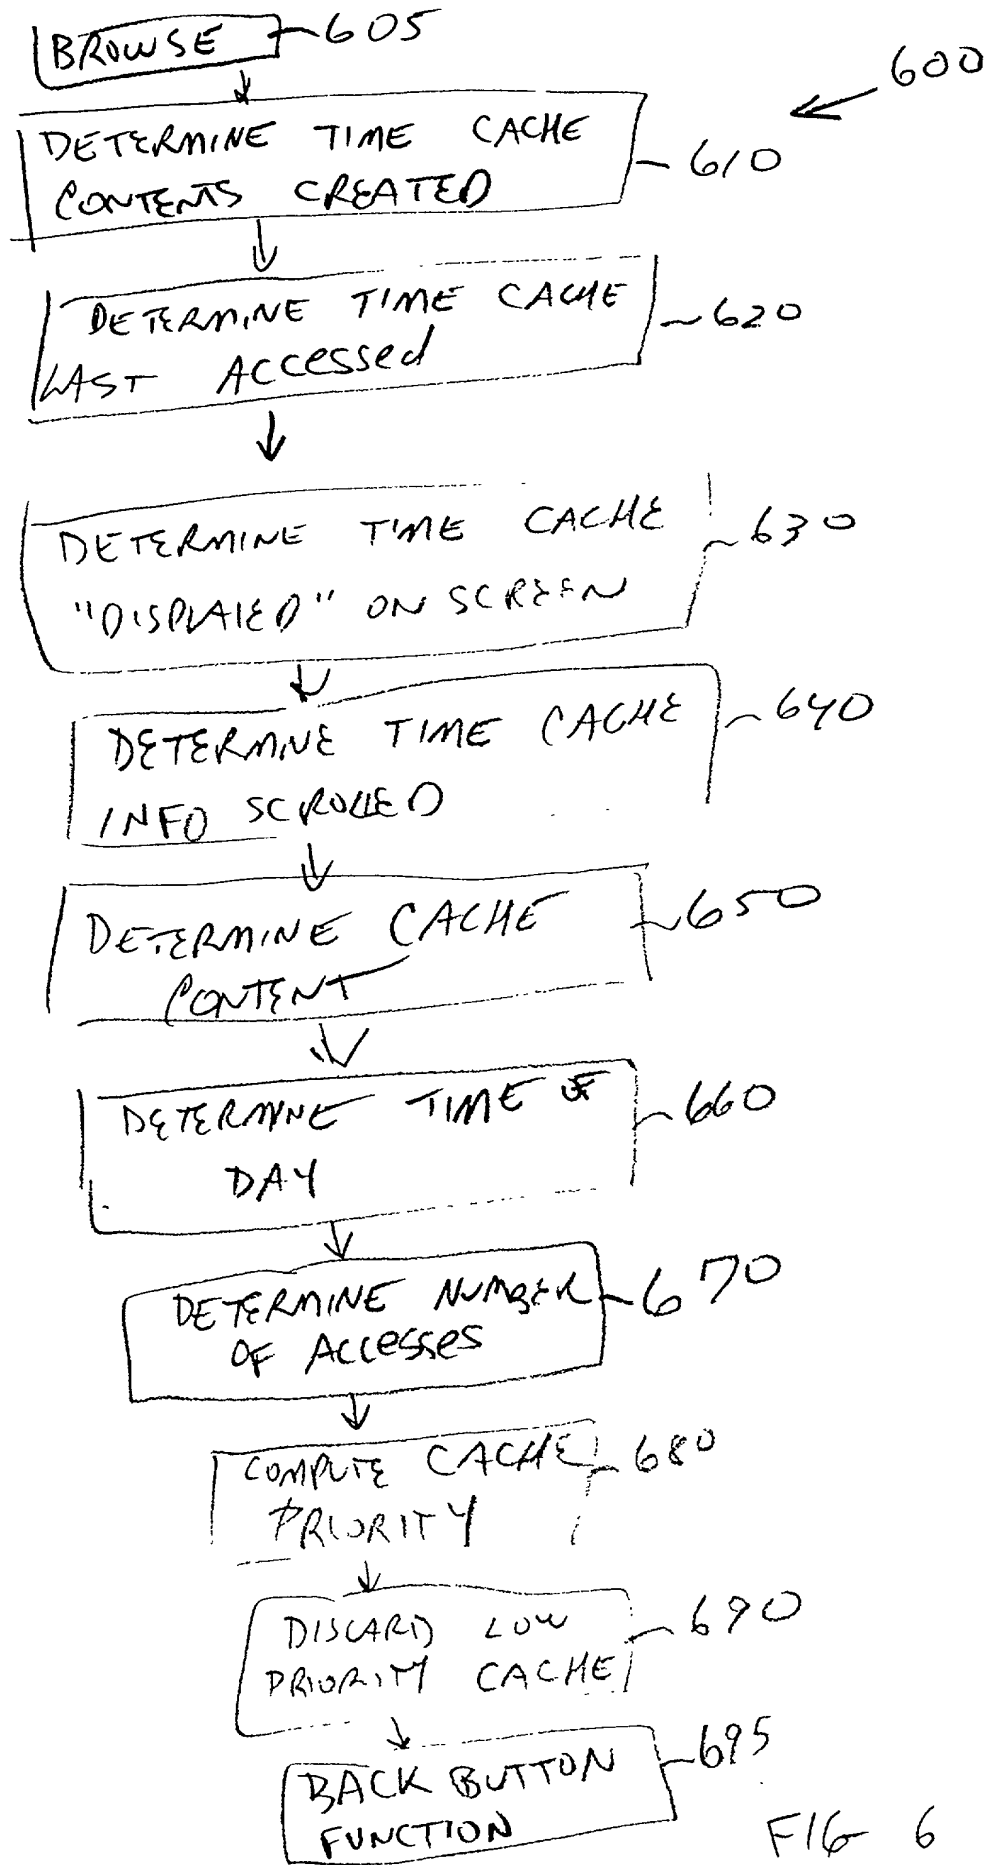 BROWSE 605
600
DETERMINE TIME CACHE
CONTENTS CREATED
610
DETERMINE TIME CACHE
LAST ACCESSED
620
DETERMINE TIME CACHE
"DISPLAYED" ON SCREEN
630
DETERMINE TIME CACHE
INFO SCROLLED
640
DETERMINE CACHE
CONTENT
650
DETERMINE TIME OF
DAY
660
DETERMINE NUMBER
OF ACCESSES
670
COMPUTE CACHE
PRIORITY
680
DISCARD LOW
PRIORITY CACHE
690
BACK BUTTON
FUNCTION
695
FIG 6